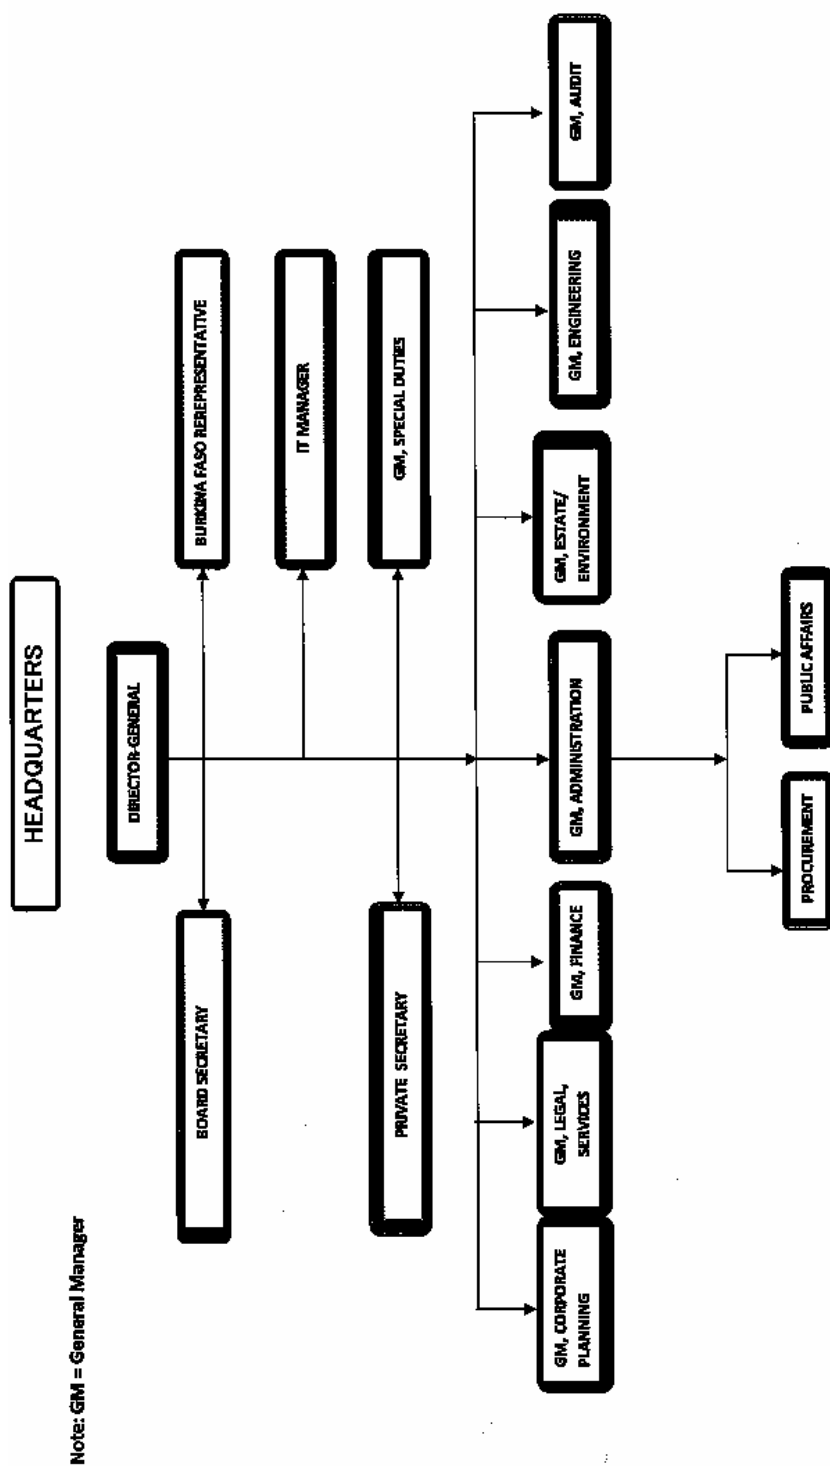 HEADQUARTERS
DIRECTOR-GENERAL
BOARD SECRETARY
BURKINA FASO REREPRESENTATIVE
IT MANAGER
PRIVATE SECRETARY
GM, SPECIAL DUTIES
GM, CORPORATE
PLANNING
GM, LEGAL,
SERVICES
GM, FINANCE
GM, ADMINISTRATION
GM, ESTATE/
ENVIRONMENT
GM, ENGINEERING
GM, AUDIT
PROCUREMENT
PUBLIC AFFAIRS
Note: GM = General Manager